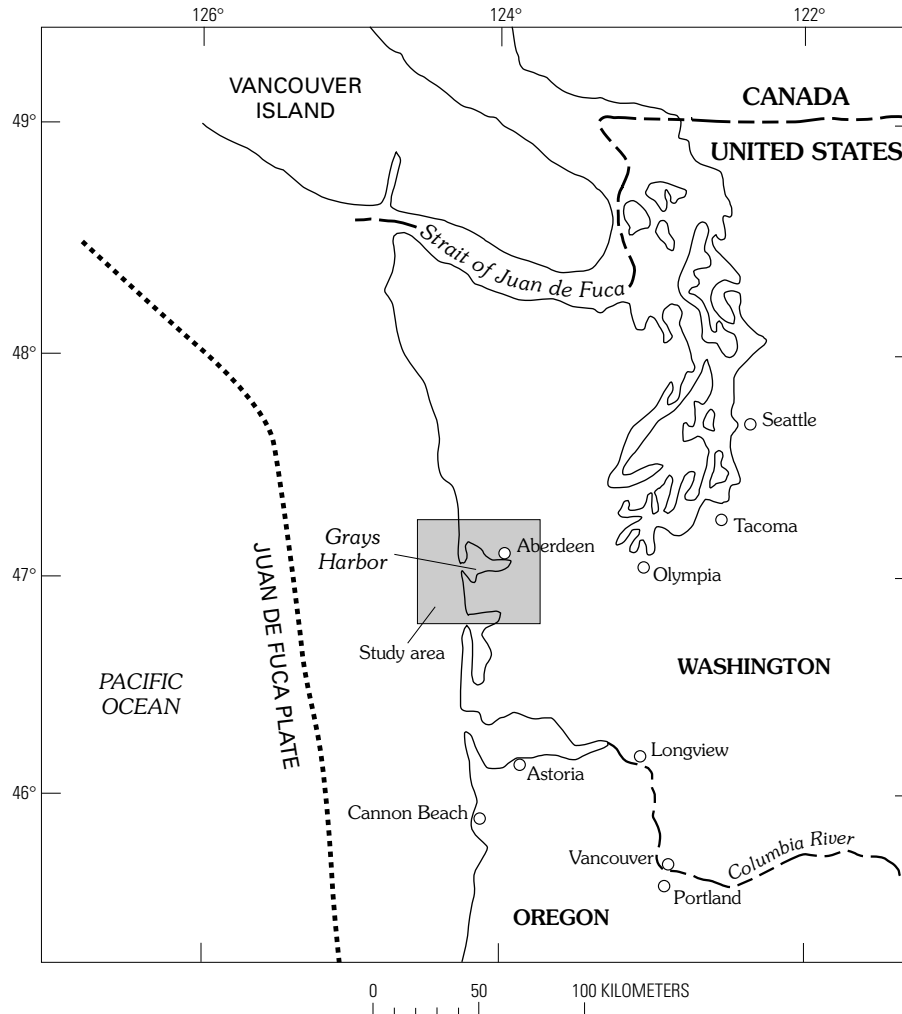 126°
124°
122°
VANCOUVER
ISLAND
CANADA
49°
UNITED STATES
Strait of Juan de Fuca
48°
Seattle
Tacoma
Grays
Harbor
Aberdeen
47°
Olympia
JUAN DE FUCA PLATE
Study area
WASHINGTON
PACIFIC
OCEAN
Longview
Astoria
46°
Cannon Beach
Columbia River
Vancouver
Portland
OREGON
0 50 100 KILOMETERS